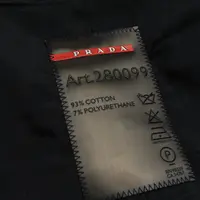 PRADA
Art.280099
93% COTTON
7% POLYURETHANE
P